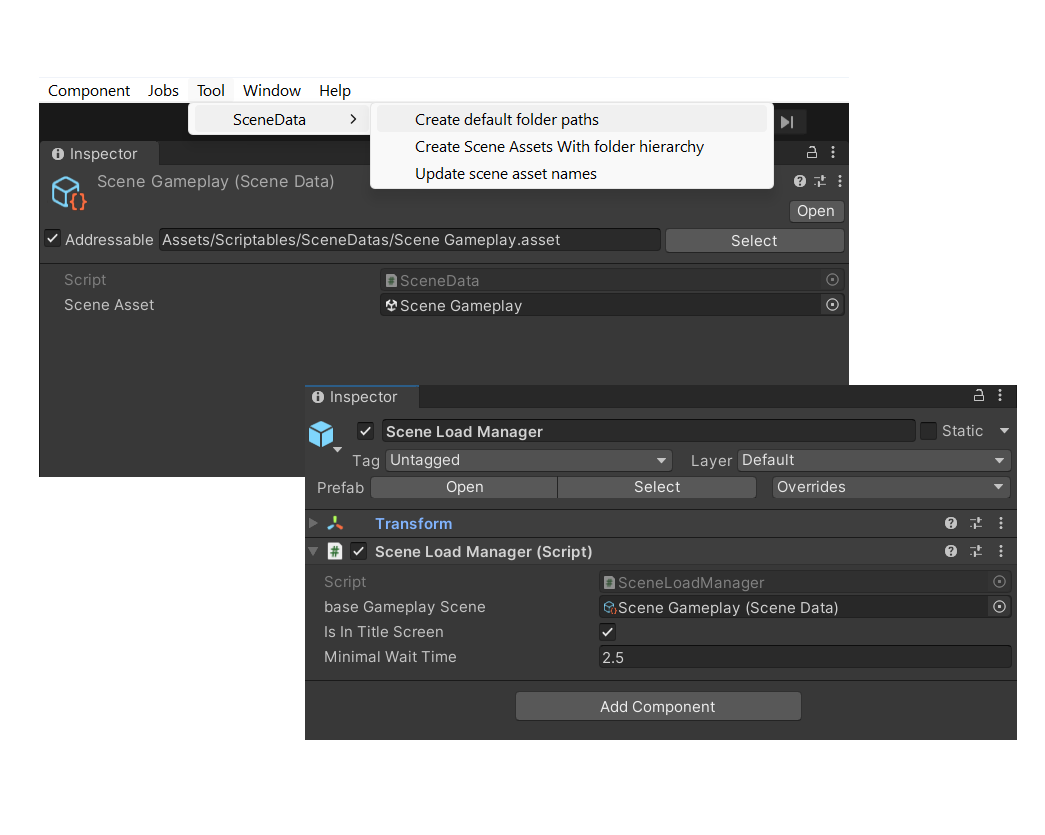 Component Jobs Tool Window Help
SceneData
Create default folder paths
Create Scene Assets With folder hierarchy
Update scene asset names
Inspector
Scene Gameplay (Scene Data)
Open
Addressable Assets/Scriptables/SceneDatas/Scene Gameplay.asset Select
Script SceneData
Scene Asset Scene Gameplay
Inspector
Scene Load Manager Static
Tag Untagged Layer Default
Prefab Open Select Overrides
Transform
# Scene Load Manager (Script)
Script SceneLoadManager
base Gameplay Scene Scene Gameplay (Scene Data)
Is In Title Screen
Minimal Wait Time 2.5
Add Component